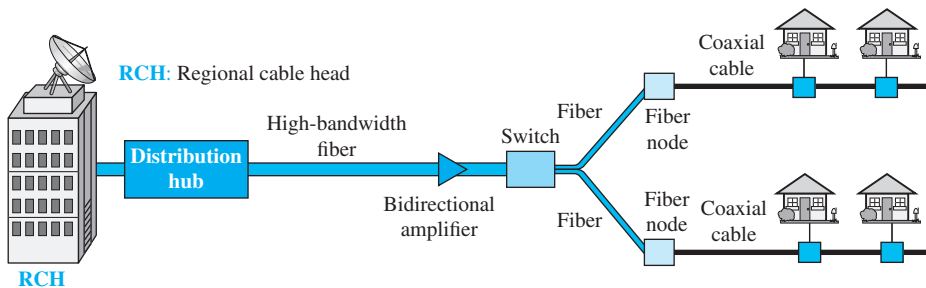 RCH: Regional cable head
RCH
Distribution
hub
High-bandwidth
fiber
Bidirectional
amplifier
Switch
Fiber
Fiber
node
Coaxial
cable
Fiber
Fiber
node
Coaxial
cable